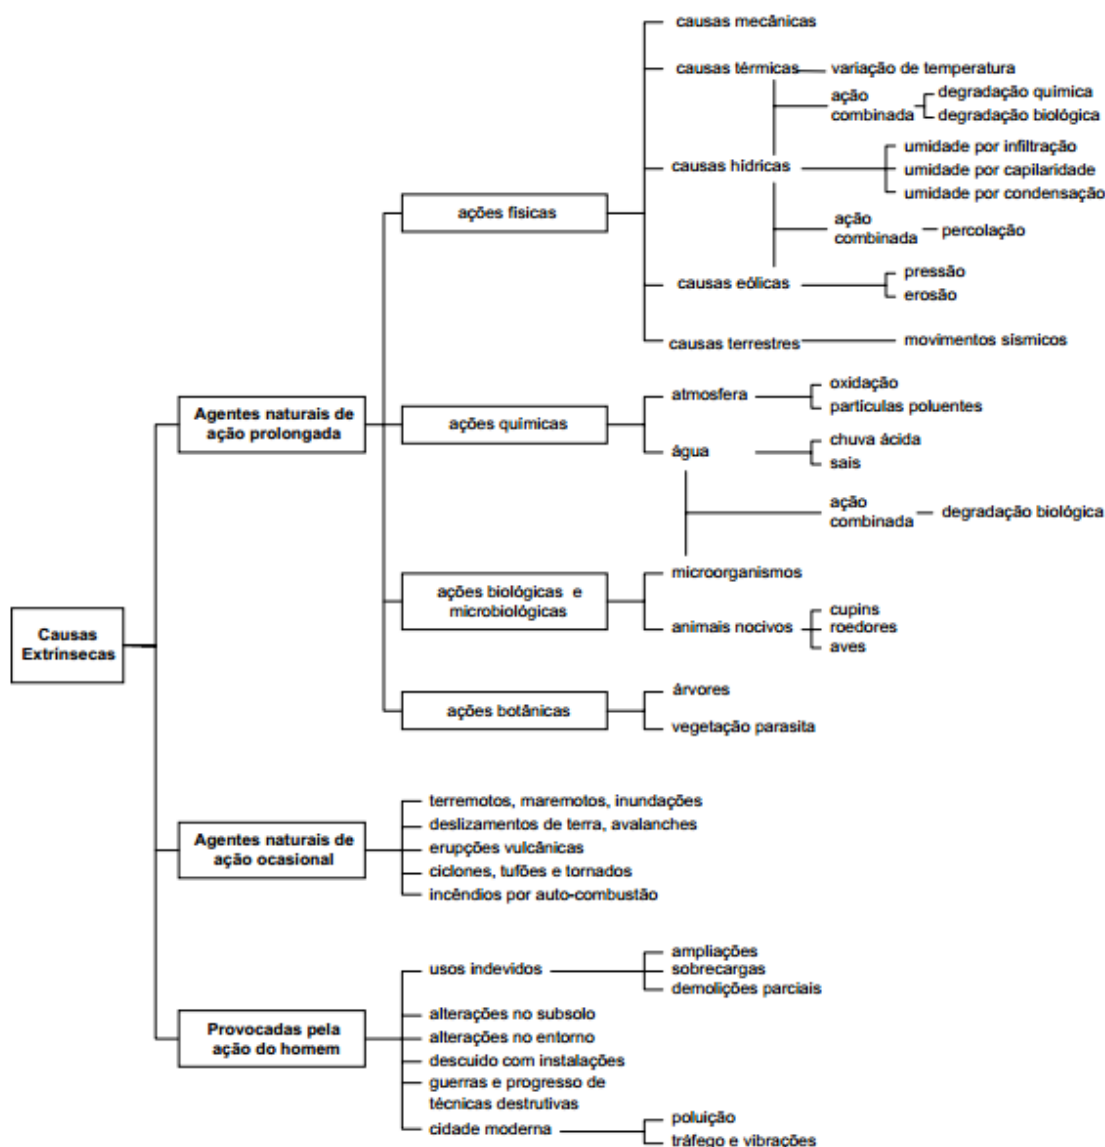 causas mecânicas
causas térmicas
variação de temperatura
ação
combinada
degradação química
degradação biológica
causas hídricas
umidade por infiltração
umidade por capilaridade
umidade por condensação
ações físicas
ação
combinada
percolação
causas eólicas
pressão
erosão
causas terrestres
movimentos sísmicos
Agentes naturais de
ação prolongada
ações químicas
atmosfera
oxidação
partículas poluentes
água
chuva ácida
sais
ação
combinada
degradação biológica
ações biológicas e
microbiológicas
microorganismos
animais nocivos
cupins
roedores
aves
Causas
Extrínsecas
ações botânicas
árvores
vegetação parasita
Agentes naturais de
ação ocasional
terremotos, maremotos, inundações
deslizamentos de terra, avalanches
erupções vulcânicas
ciclones, tufões e tornados
incêndios por auto-combustão
Provocadas pela
ação do homem
usos indevidos
ampliações
sobrecargas
demolições parciais
alterações no subsolo
alterações no entorno
descuido com instalações
guerras e progresso de
técnicas destrutivas
cidade moderna
poluição
tráfego e vibrações